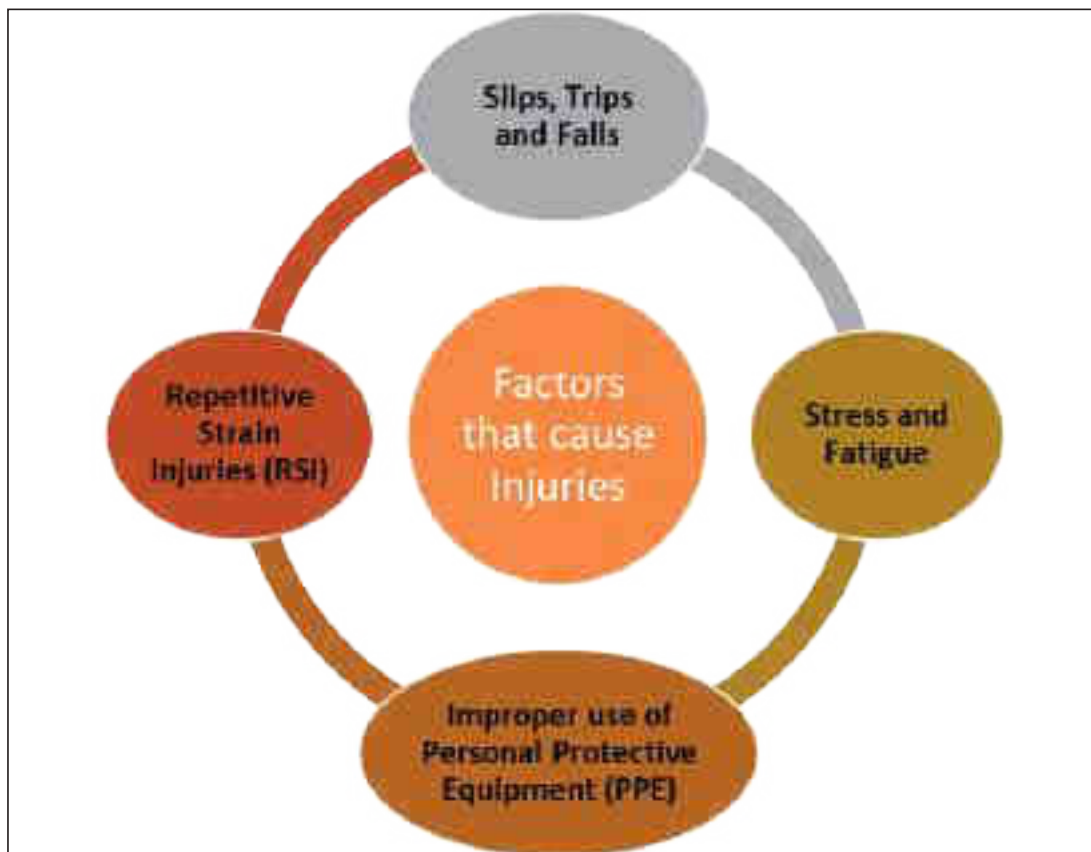 Slips, Trips
and Falls
Stress and
Fatigue
Improper use of
Personal Protective
Equipment (PPE)
Repetitive
Strain
Injuries (RSI)
Factors
that cause
Injuries